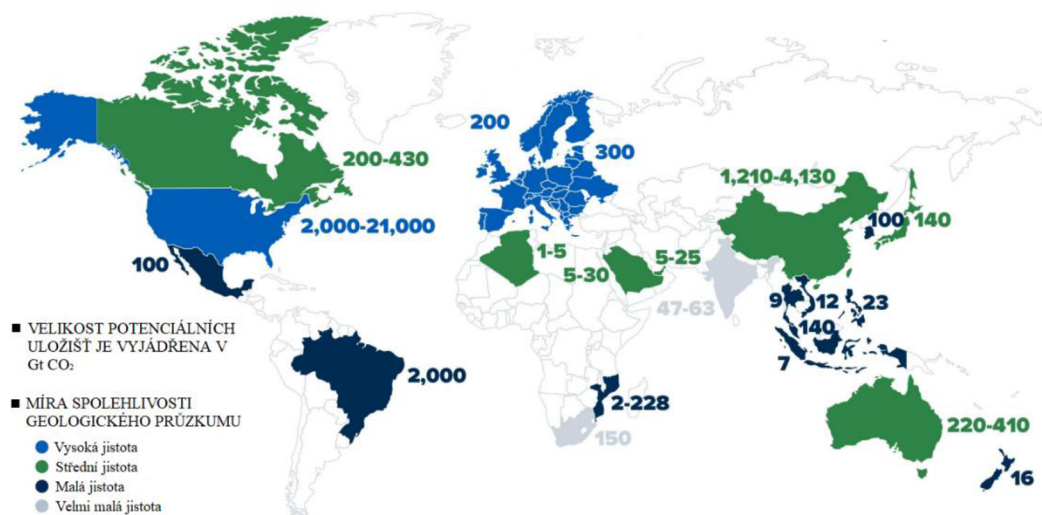 200
300
200-430
1,210-4,130
2,000-21,000
100
140
1-5
5-25
100
5-30
47-63
9
12
23
■ VELIKOST POTENCIÁLNÍCH
ULOŽIŠŤ JE VYJÁDŘENA V
Gt CO₂
140
7
2,000
■ MÍRA SPOLEHLIVOSTI
GEOLOGICKÉHO PRŮZKUMU
2-228
150
220-410
16
Vysoká jistota
Střední jistota
Malá jistota
Velmi malá jistota